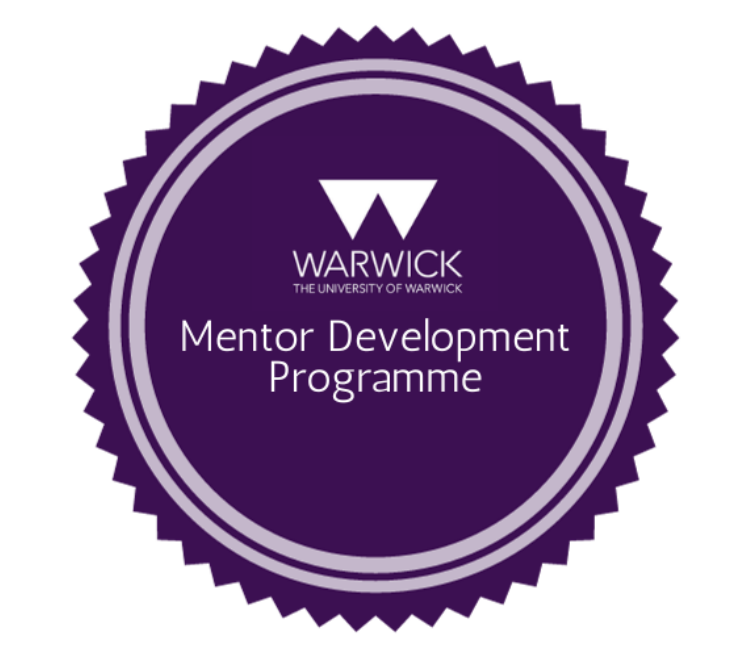 WARWICK
THE UNIVERSITY OF WARWICK
Mentor Development
Programme